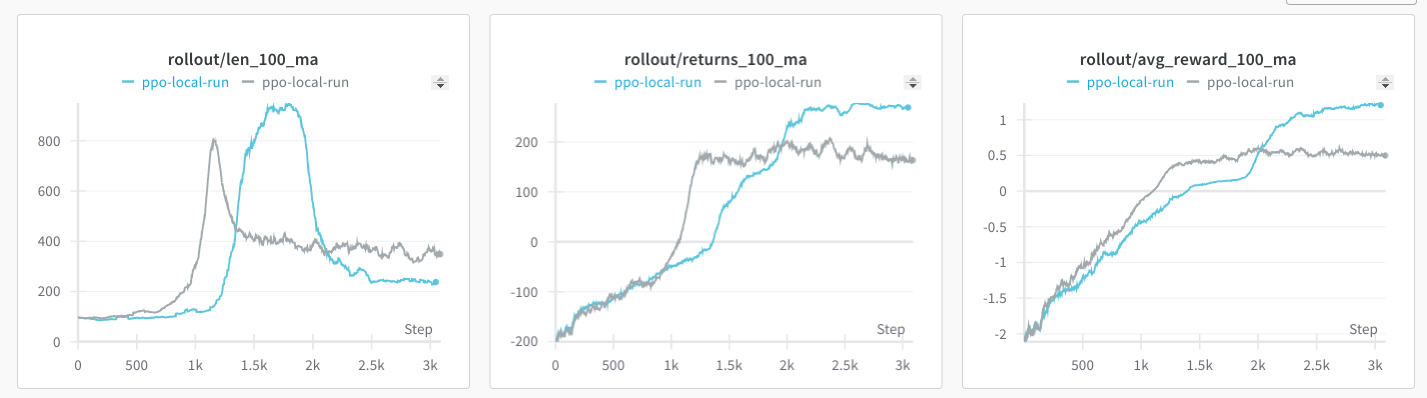 rollout/len_100_ma
ppo-local-run ppo-local-run
800
600
400
200
0
Step
0 500 1k 1.5k 2k 2.5k 3k
rollout/returns_100_ma
ppo-local-run ppo-local-run
200
100
0
-100
-200
Step
0 500 1k 1.5k 2k 2.5k 3k
rollout/avg_reward_100_ma
ppo-local-run ppo-local-run
1
0.5
0
-0.5
-1
-1.5
-2
Step
500 1k 1.5k 2k 2.5k 3k